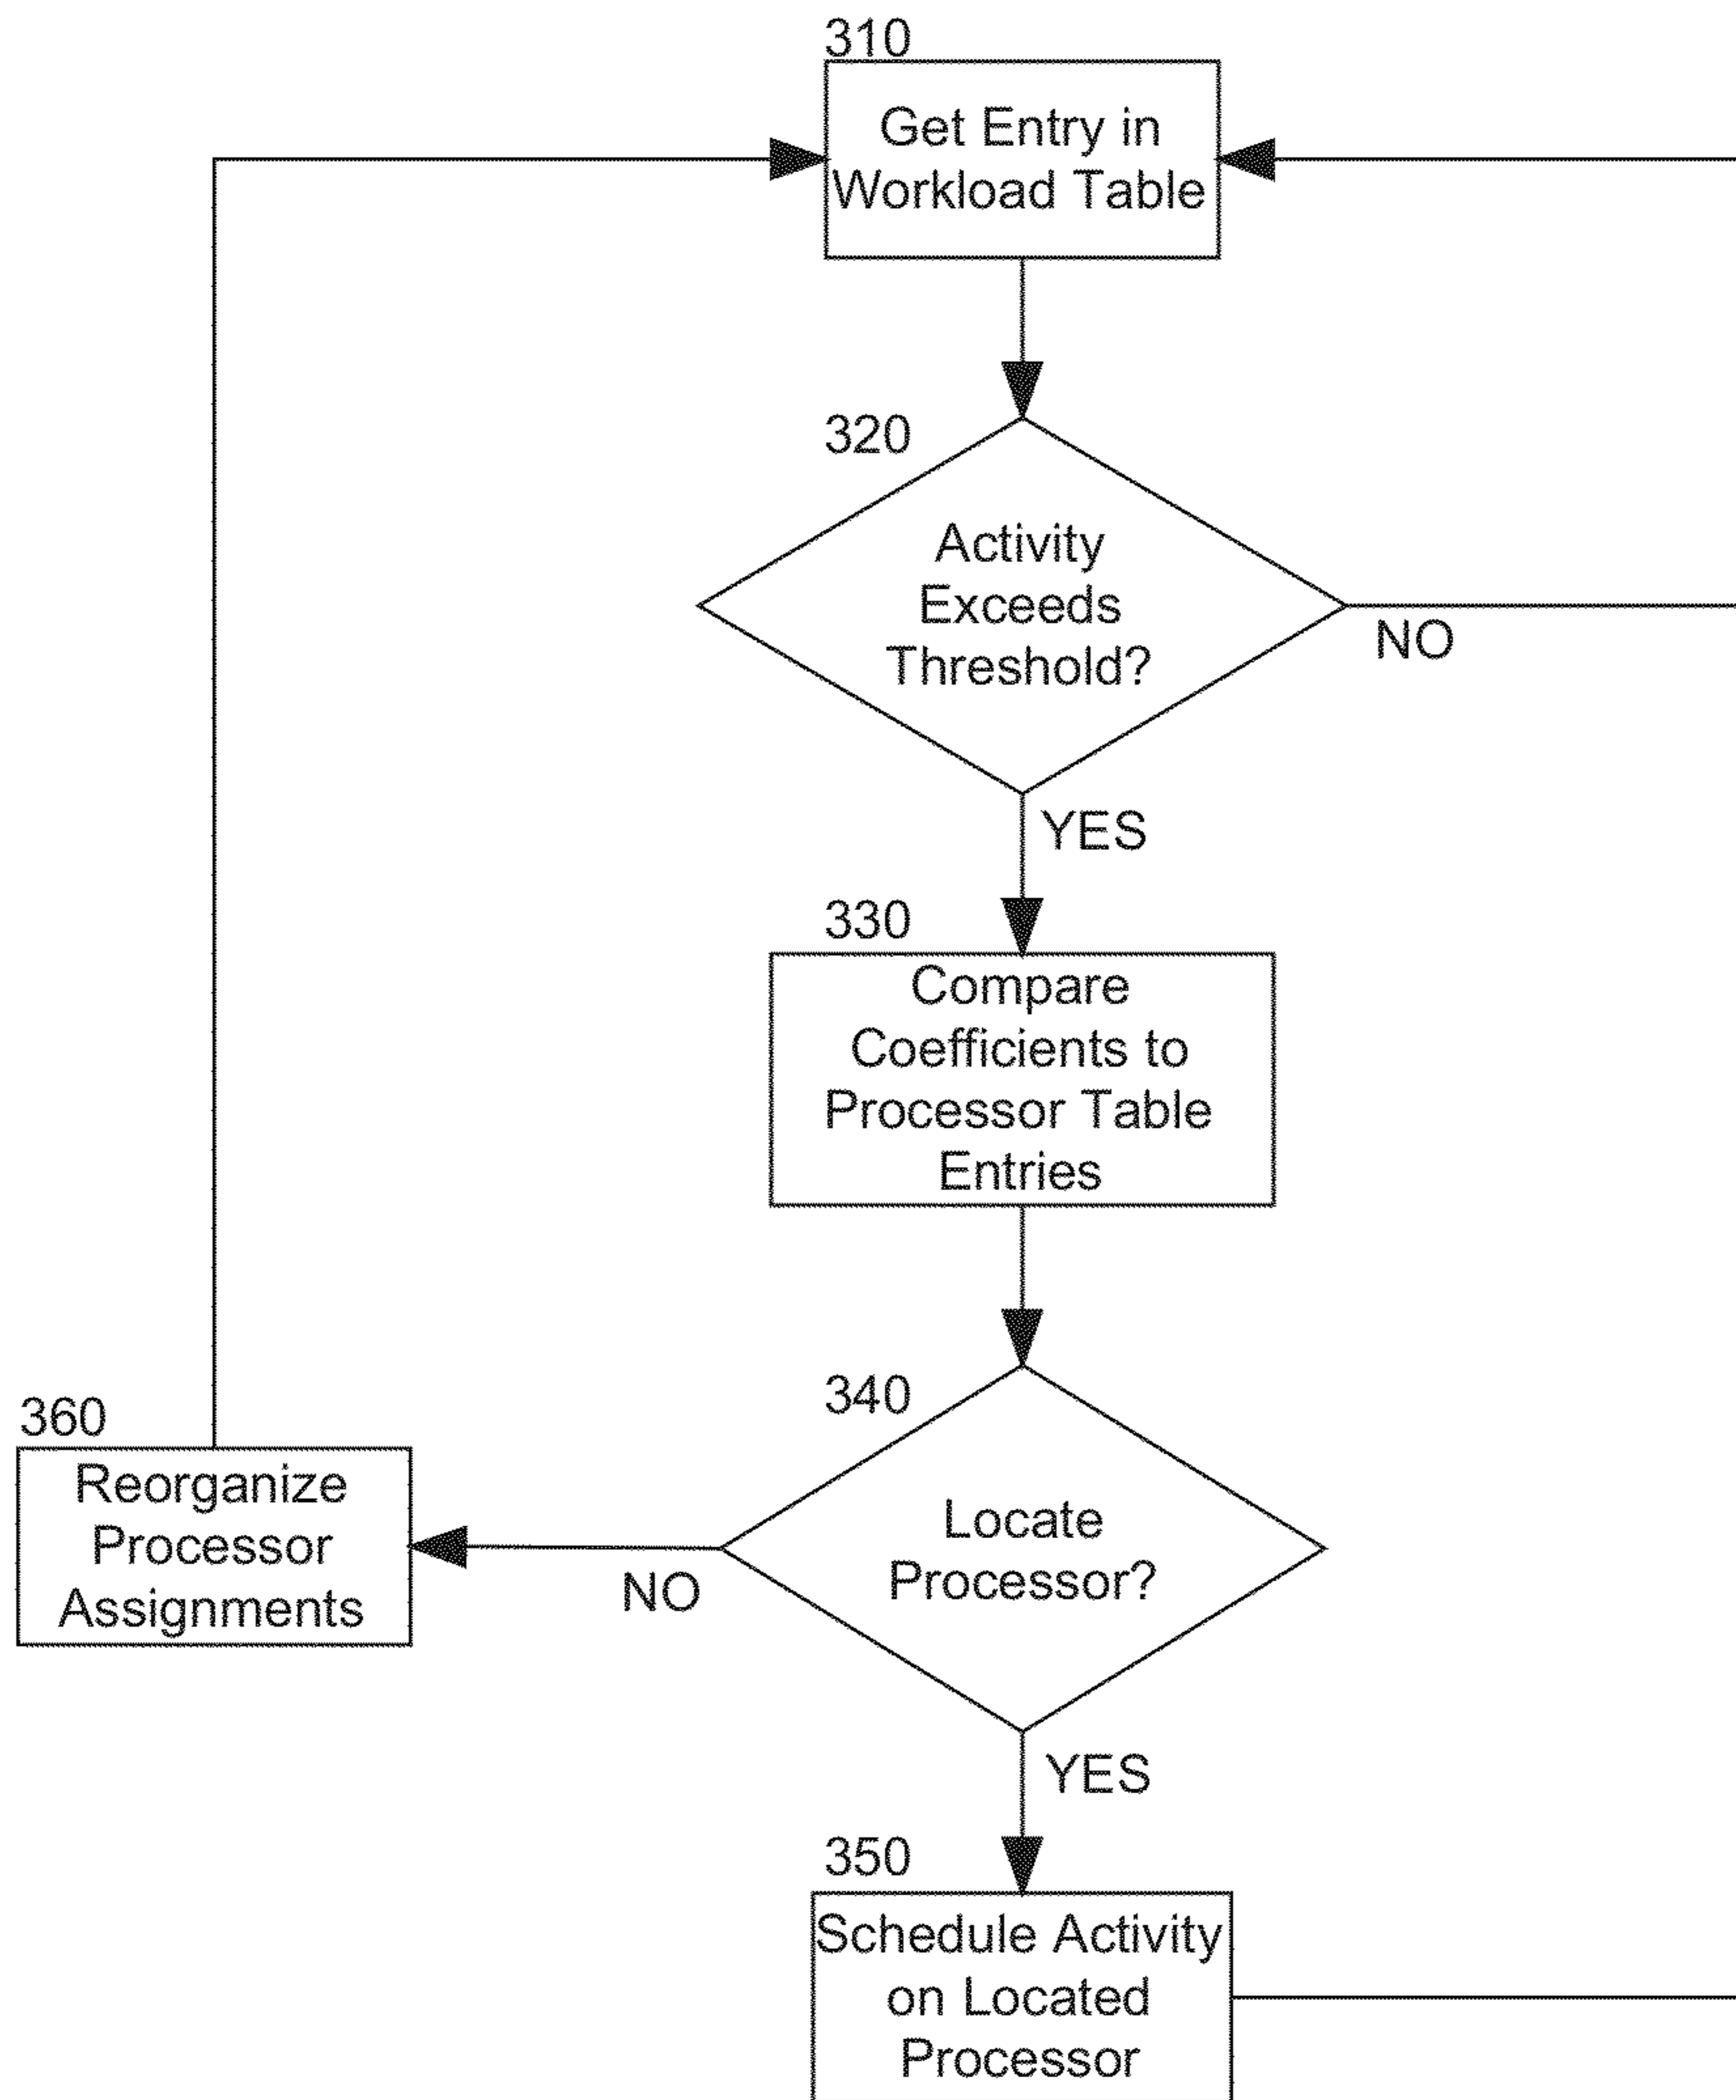 310
Get Entry in
Workload Table
320
Activity
Exceeds
Threshold?
NO
YES
330
Compare
Coefficients to
Processor Table
Entries
340
Locate
Processor?
NO
YES
360
Reorganize
Processor
Assignments
350
Schedule Activity
on Located
Processor